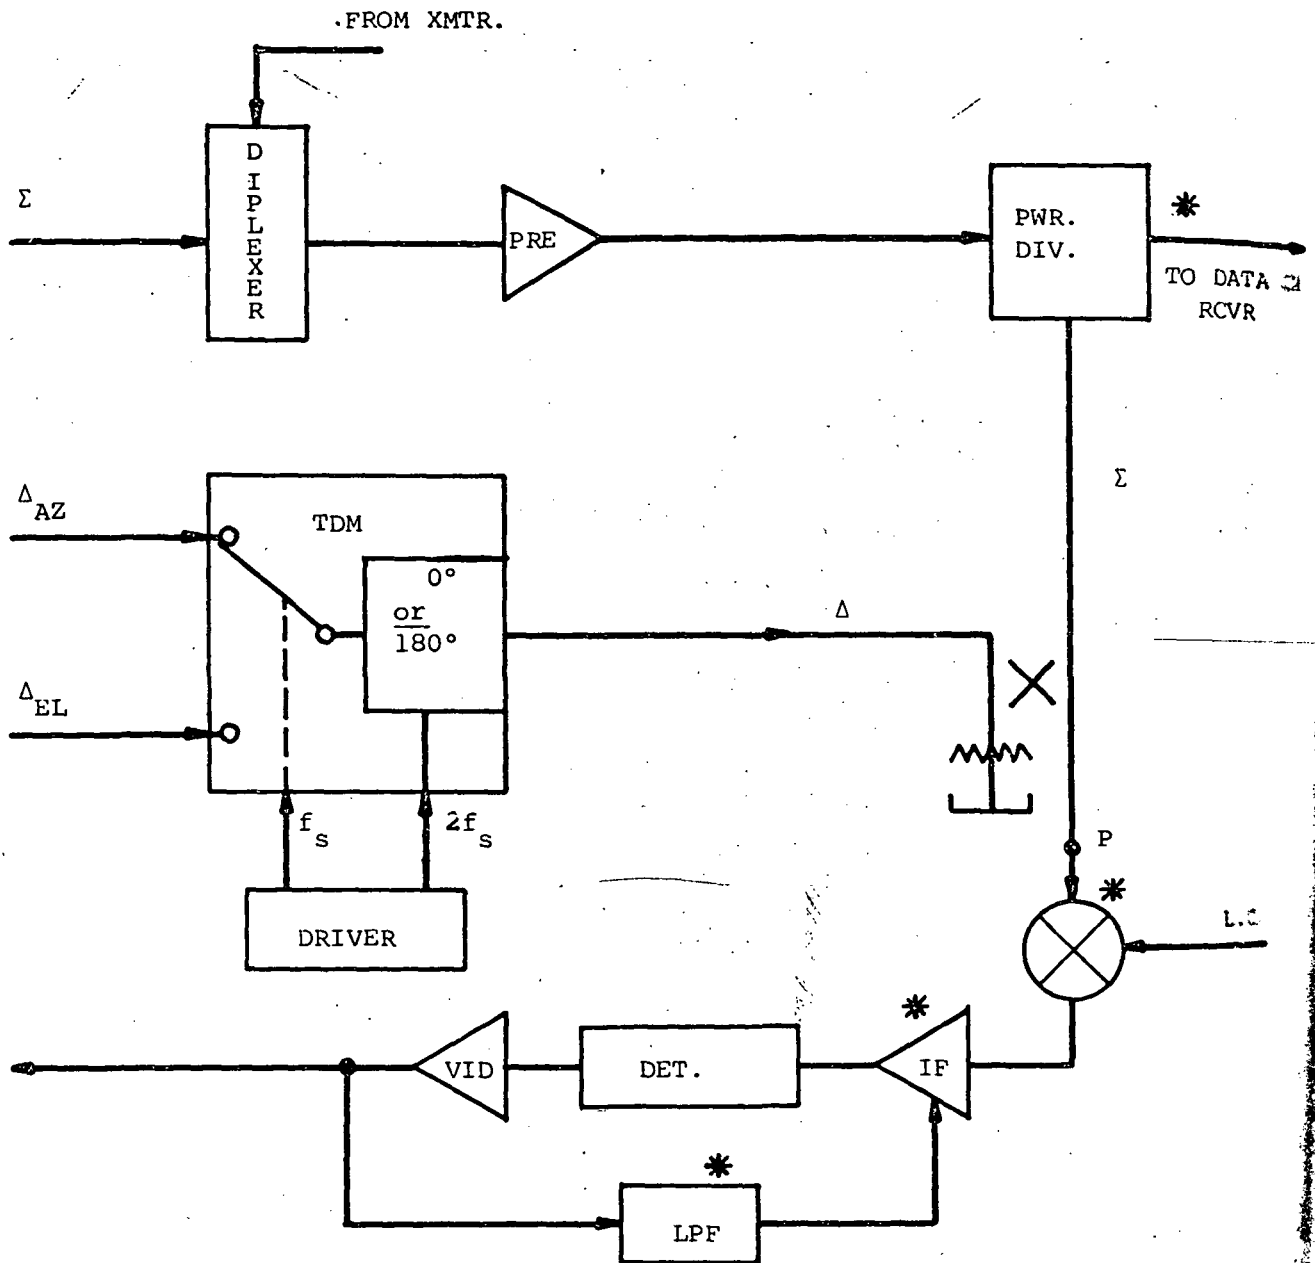 .FROM XMTR.
DIPLEXER
Σ
PRE
PWR.
DIV.
*
TO DATA
RCVR
Σ
Δ AZ
TDM
0°
or
180°
Δ
Δ EL
f s
2f s
DRIVER
P
*
*
VID
DET.
IF
*
LPF